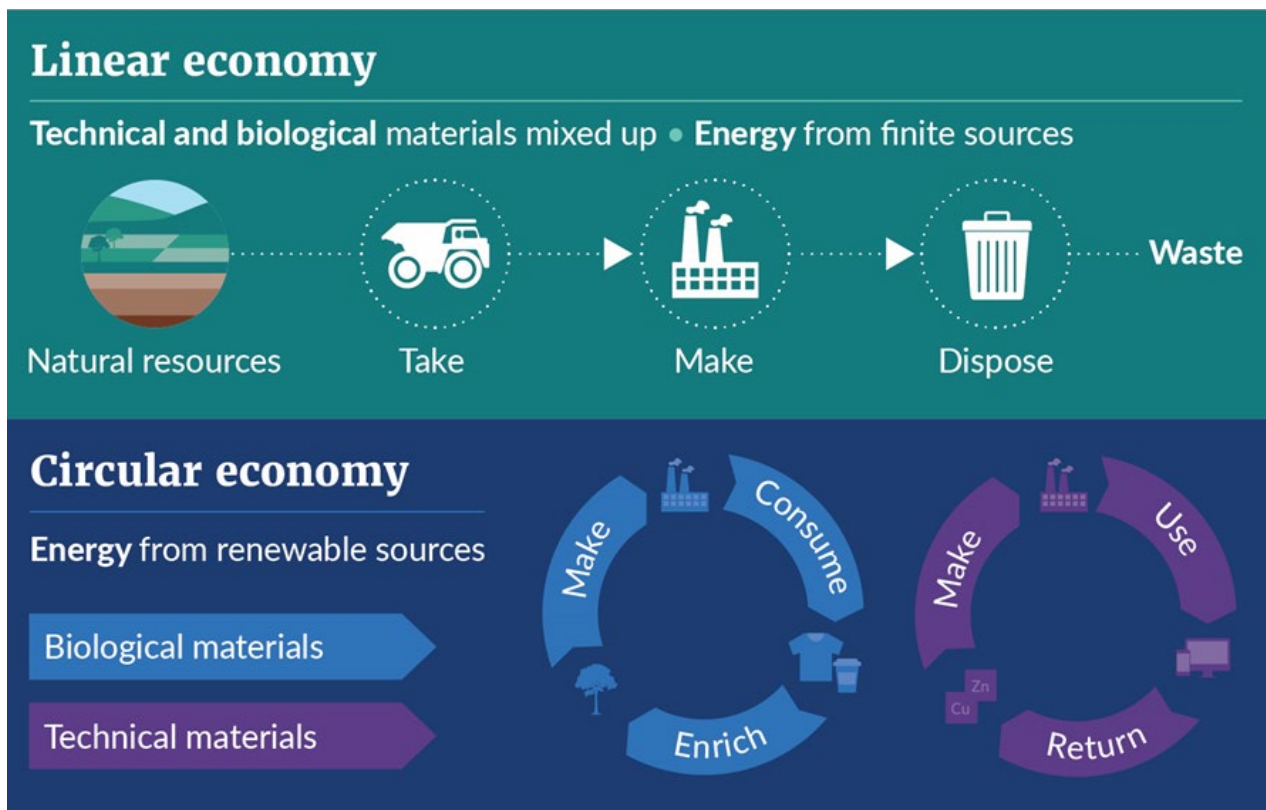 Linear economy
Technical and biological materials mixed up • Energy from finite sources
Waste
Natural resources
Take
Make
Dispose
Circular economy
Energy from renewable sources
Biological materials
Technical materials
Make
Consume
Enrich
Make
Use
Return
Zn
Cu